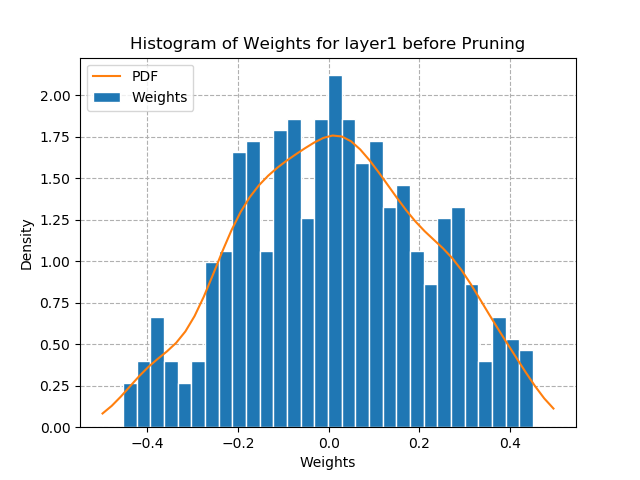 Histogram of Weights for layer1 before Pruning
PDF
Weights
2.00
1.75
1.50
1.25
1.00
0.75
0.50
0.25
0.00
Density
−0.4 −0.2 0.0 0.2 0.4
Weights